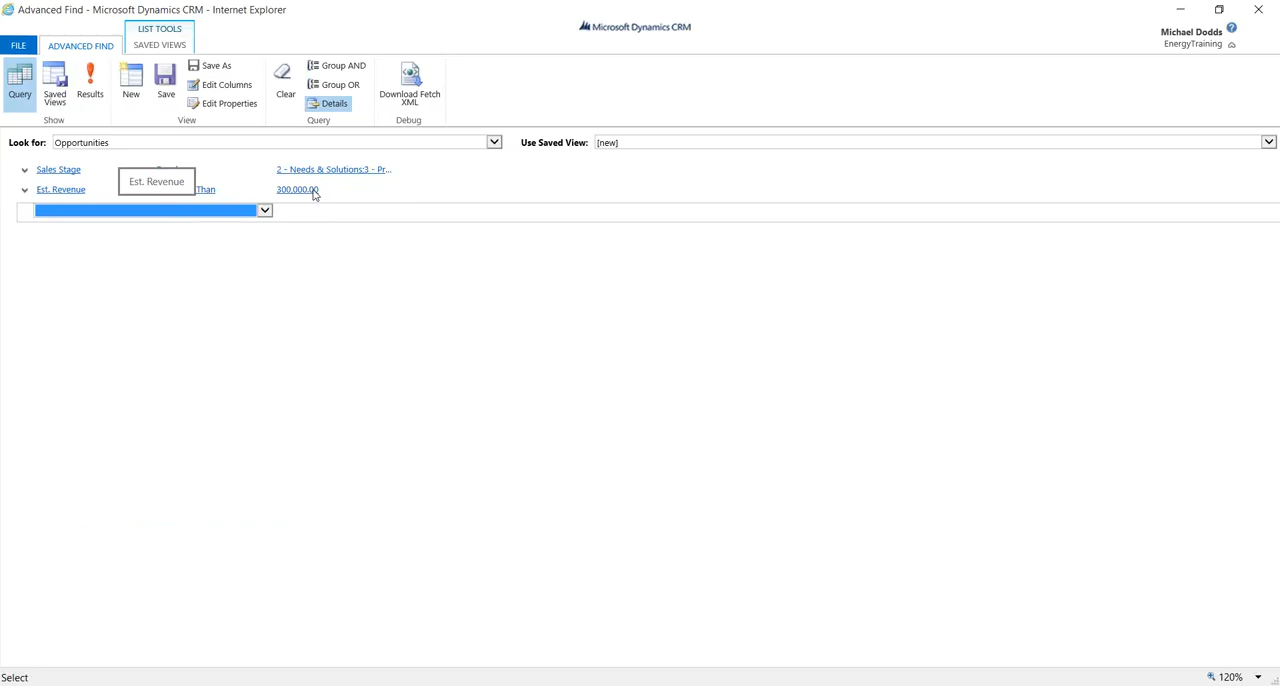 Advanced Find - Microsoft Dynamics CRM - Internet Explorer
Microsoft Dynamics CRM
LIST TOOLS
FILE
ADVANCED FIND
SAVED VIEWS
Michael Dodds
EnergyTraining
Query
Saved Views
Results
New
Save
Save As
Edit Columns
Edit Properties
Clear
Group AND
Group OR
Details
Download Fetch XML
Show
View
Query
Debug
Look for:
Opportunities
Use Saved View:
[new]
Sales Stage
2 - Needs & Solutions;3 - Pr...
Est. Revenue
Est. Revenue
Than
300,000.00
Select
120%